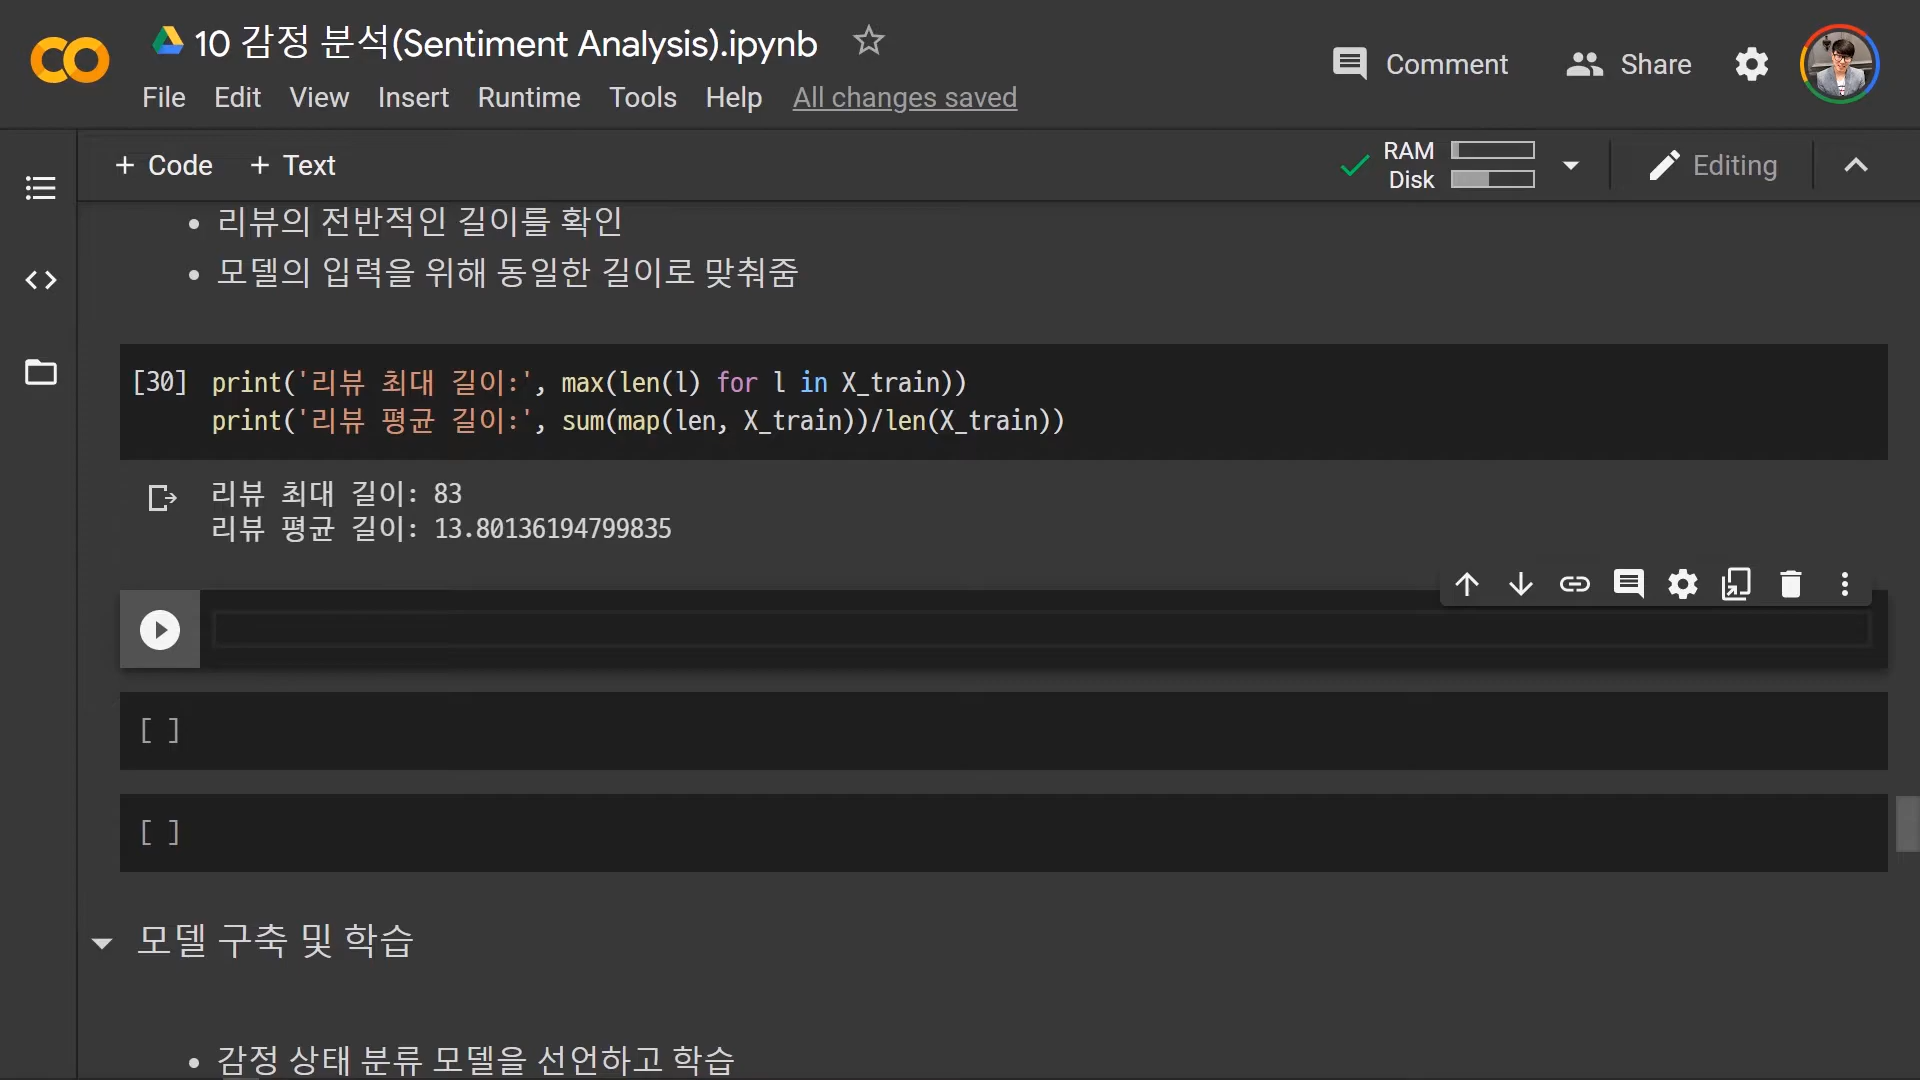 10 감정 분석(Sentiment Analysis).ipynb
Comment
Share
File Edit View Insert Runtime Tools Help All changes saved
+ Code + Text
RAM
Disk
Editing
리뷰의 전반적인 길이를 확인
모델의 입력을 위해 동일한 길이로 맞춰줌
[30] print('리뷰 최대 길이:', max(len(l) for l in X_train))
print('리뷰 평균 길이:', sum(map(len, X_train))/len(X_train))
리뷰 최대 길이: 83
리뷰 평균 길이: 13.80136194799835
[ ]
[ ]
모델 구축 및 학습
감정 상태 분류 모델을 선언하고 학습